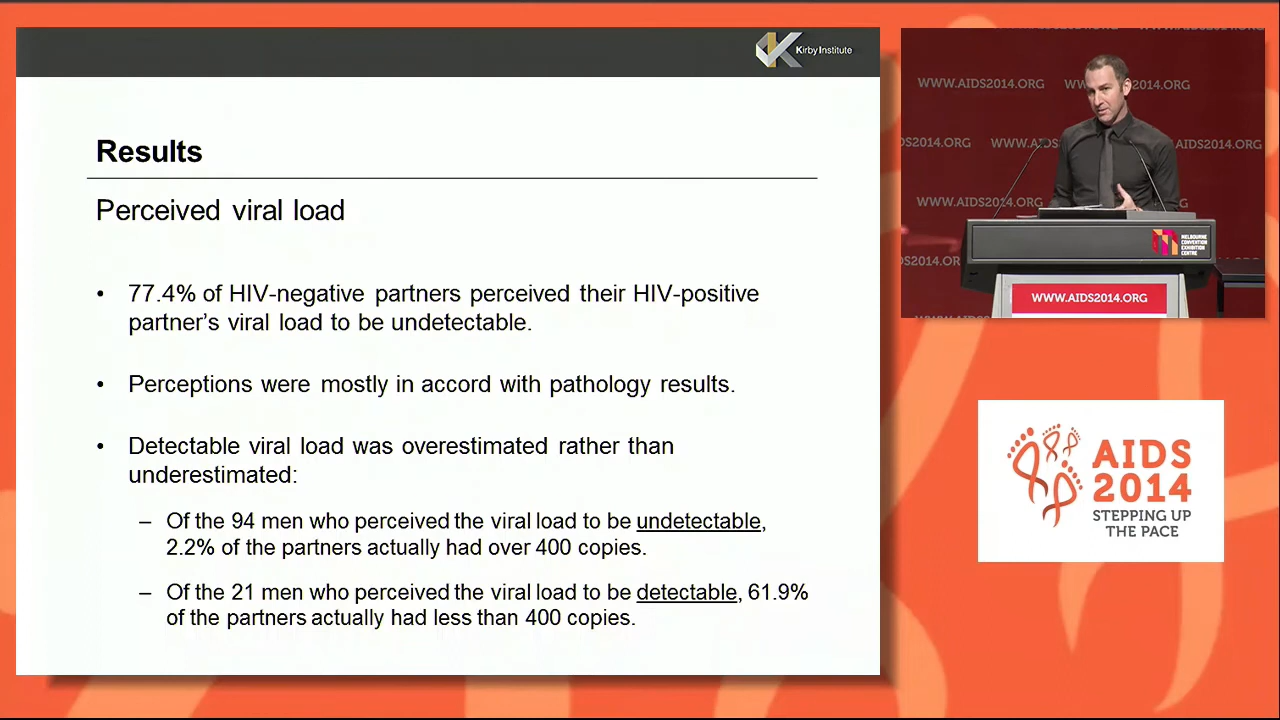 Kirby Institute
Results
Perceived viral load
• 77.4% of HIV-negative partners perceived their HIV-positive
partner's viral load to be undetectable.
• Perceptions were mostly in accord with pathology results.
• Detectable viral load was overestimated rather than
underestimated:
– Of the 94 men who perceived the viral load to be undetectable,
2.2% of the partners actually had over 400 copies.
– Of the 21 men who perceived the viral load to be detectable, 61.9%
of the partners actually had less than 400 copies.
WWW.AIDS2014.ORG
WWW.AIDS2014.ORG
WWW.AIDS2014.ORG
MELBOURNE
CONVENTION
EXHIBITION
CENTRE
WWW.AIDS2014.ORG
AIDS
2014
STEPPING UP
THE PACE